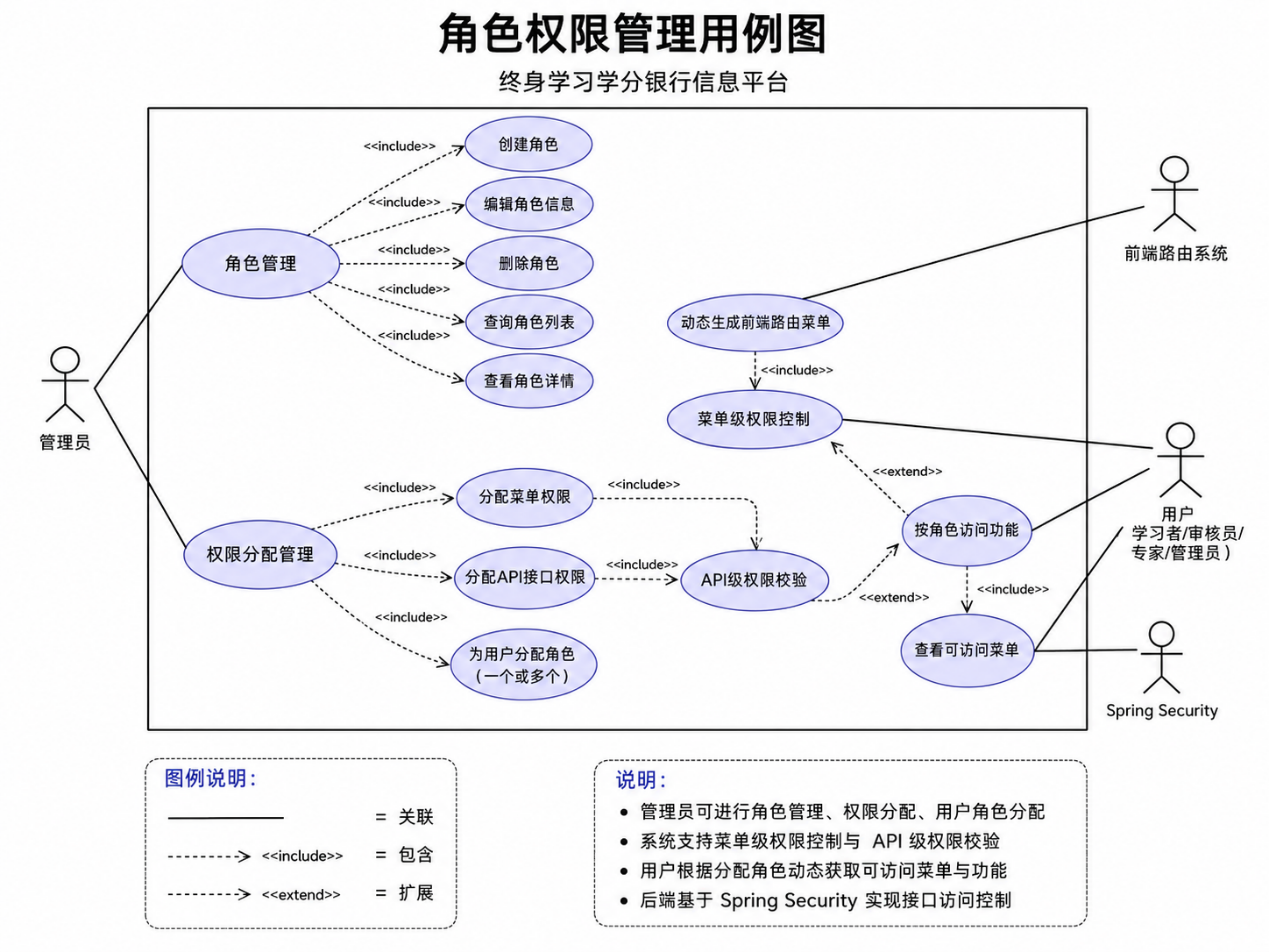 角色权限管理用例图
终身学习学分银行信息平台
<<include>>
创建角色
<<include>>
编辑角色信息
<<include>>
删除角色
<<include>>
查询角色列表
<<include>>
查看角色详情
角色管理
管理员
前端路由系统
动态生成前端路由菜单
<<include>>
菜单级权限控制
<<extend>>
用户
学习者/审核员/
专家/管理员）
权限分配管理
<<include>>
分配菜单权限
<<include>>
<<include>>
分配API接口权限
<<include>>
API级权限校验
<<extend>>
按角色访问功能
<<include>>
查看可访问菜单
<<include>>
为用户分配角色
（一个或多个）
Spring Security
图例说明：
= 关联
<<include>> = 包含
<<extend>> = 扩展
说明：
• 管理员可进行角色管理、权限分配、用户角色分配
• 系统支持菜单级权限控制与 API 级权限校验
• 用户根据分配角色动态获取可访问菜单与功能
• 后端基于 Spring Security 实现接口访问控制